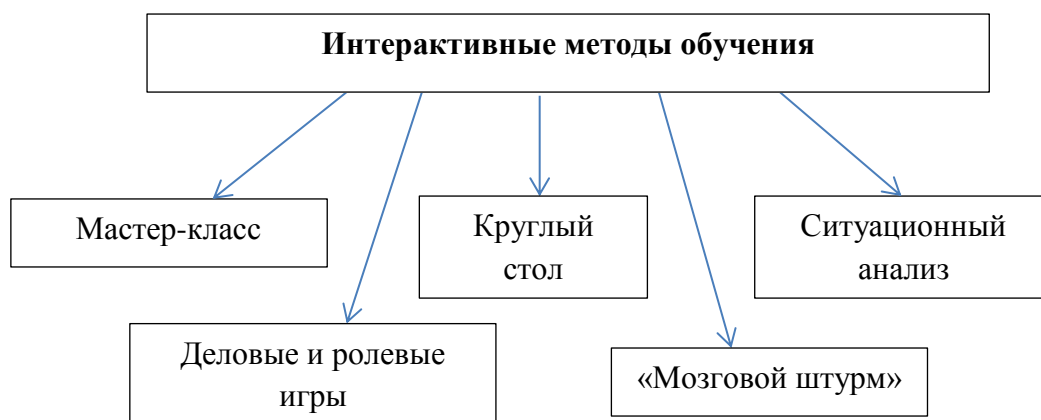 Интерактивные методы обучения
Мастер-класс
Круглый
стол
Ситуационный
анализ
Деловые и ролевые
игры
«Мозговой штурм»